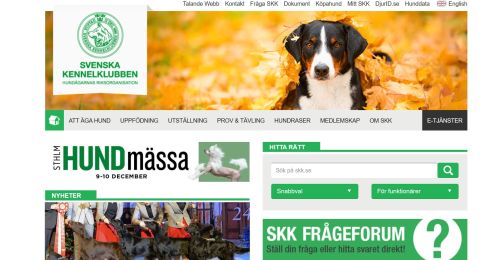 Talande Webb Kontakt Fråga SKK Dokument Köpahund Mitt SKK DjurID.se Hunddata English
SVENSKA
KENNELKLUBBEN
HUNDÄGARNAS RIKSORGANISATION
ATT ÄGA HUND UPPFÖDNING UTSTÄLLNING PROV & TÄVLING HUNDRASER MEDLEMSKAP OM SKK E-TJÄNSTER
STHLM
HUNDmässa
9-10 DECEMBER
HITTA RÄTT
Sök på skk.se
Snabbval För funktionärer
NYHETER
SKK FRÅGEFORUM
Ställ din fråga eller hitta svaret direkt!
?